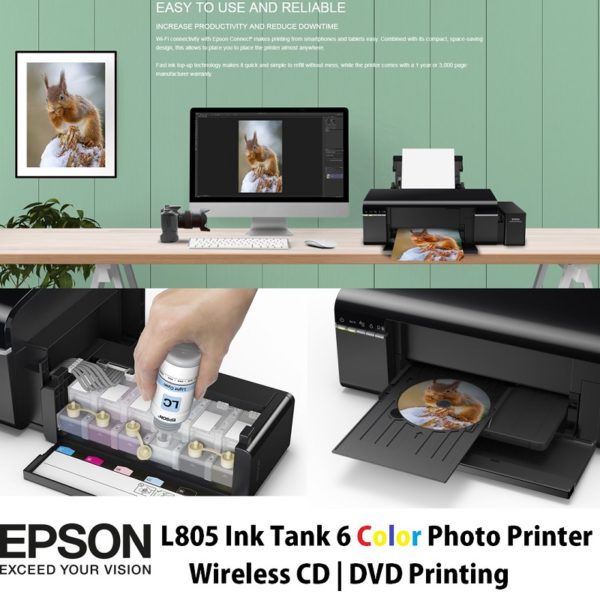 EASY TO USE AND RELIABLE
INCREASE PRODUCTIVITY AND REDUCE DOWNTIME
Wi-Fi connectivity with Epson Connect² makes printing from smartphones and tablets easy. Combined with its compact, space-saving
design, this allows to place you to place the printer almost anywhere.
Fast ink top-up technology makes it quick and simple to refill without mess, while the printer comes with a 1-year or 3,000 page
manufacturer warranty.
EPSON
Light Cyan
LC
EPSON
EPSON
EXCEED YOUR VISION
L805 Ink Tank 6 Color Photo Printer
Wireless CD | DVD Printing